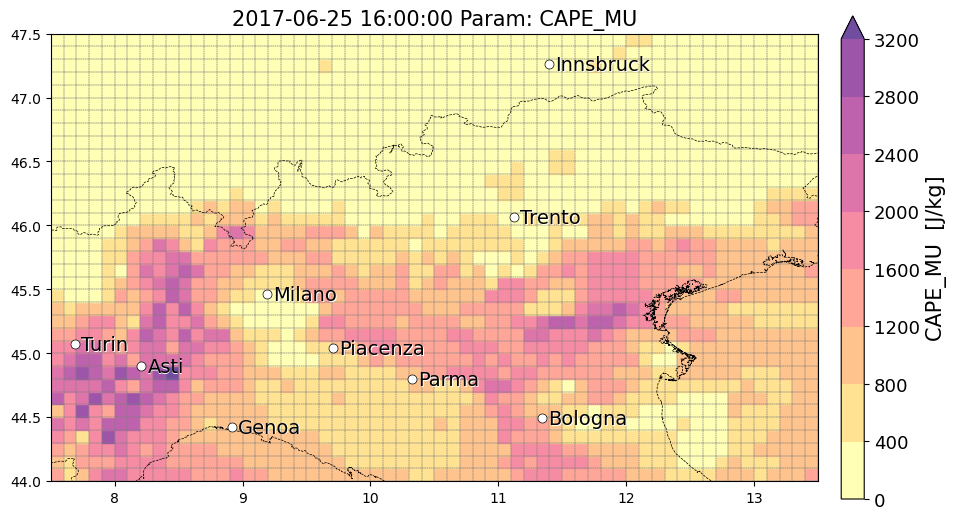 2017-06-25 16:00:00 Param: CAPE_MU
47.5
47.0
46.5
46.0
45.5
45.0
44.5
44.0
8
9
10
11
12
13
Innsbruck
Trento
Milano
Turin
Asti
Piacenza
Parma
Genoa
Bologna
3200
2800
2400
2000
1600
1200
800
400
0
CAPE_MU [J/kg]